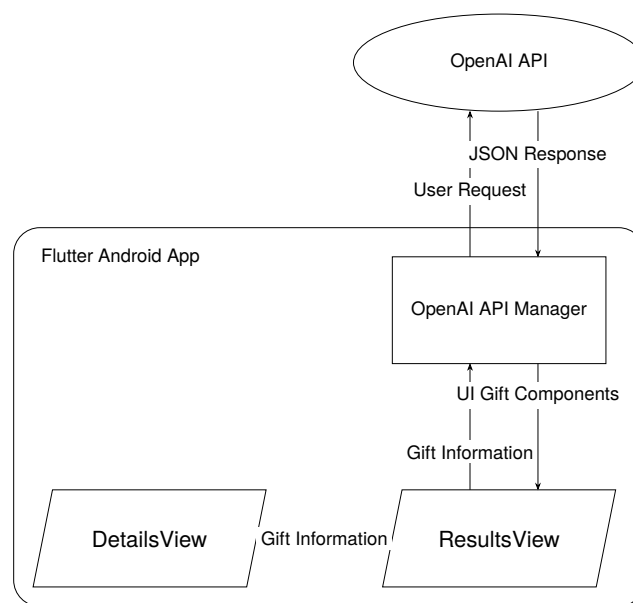 OpenAI API
JSON Response
User Request
Flutter Android App
OpenAI API Manager
UI Gift Components
Gift Information
DetailsView
Gift Information
ResultsView